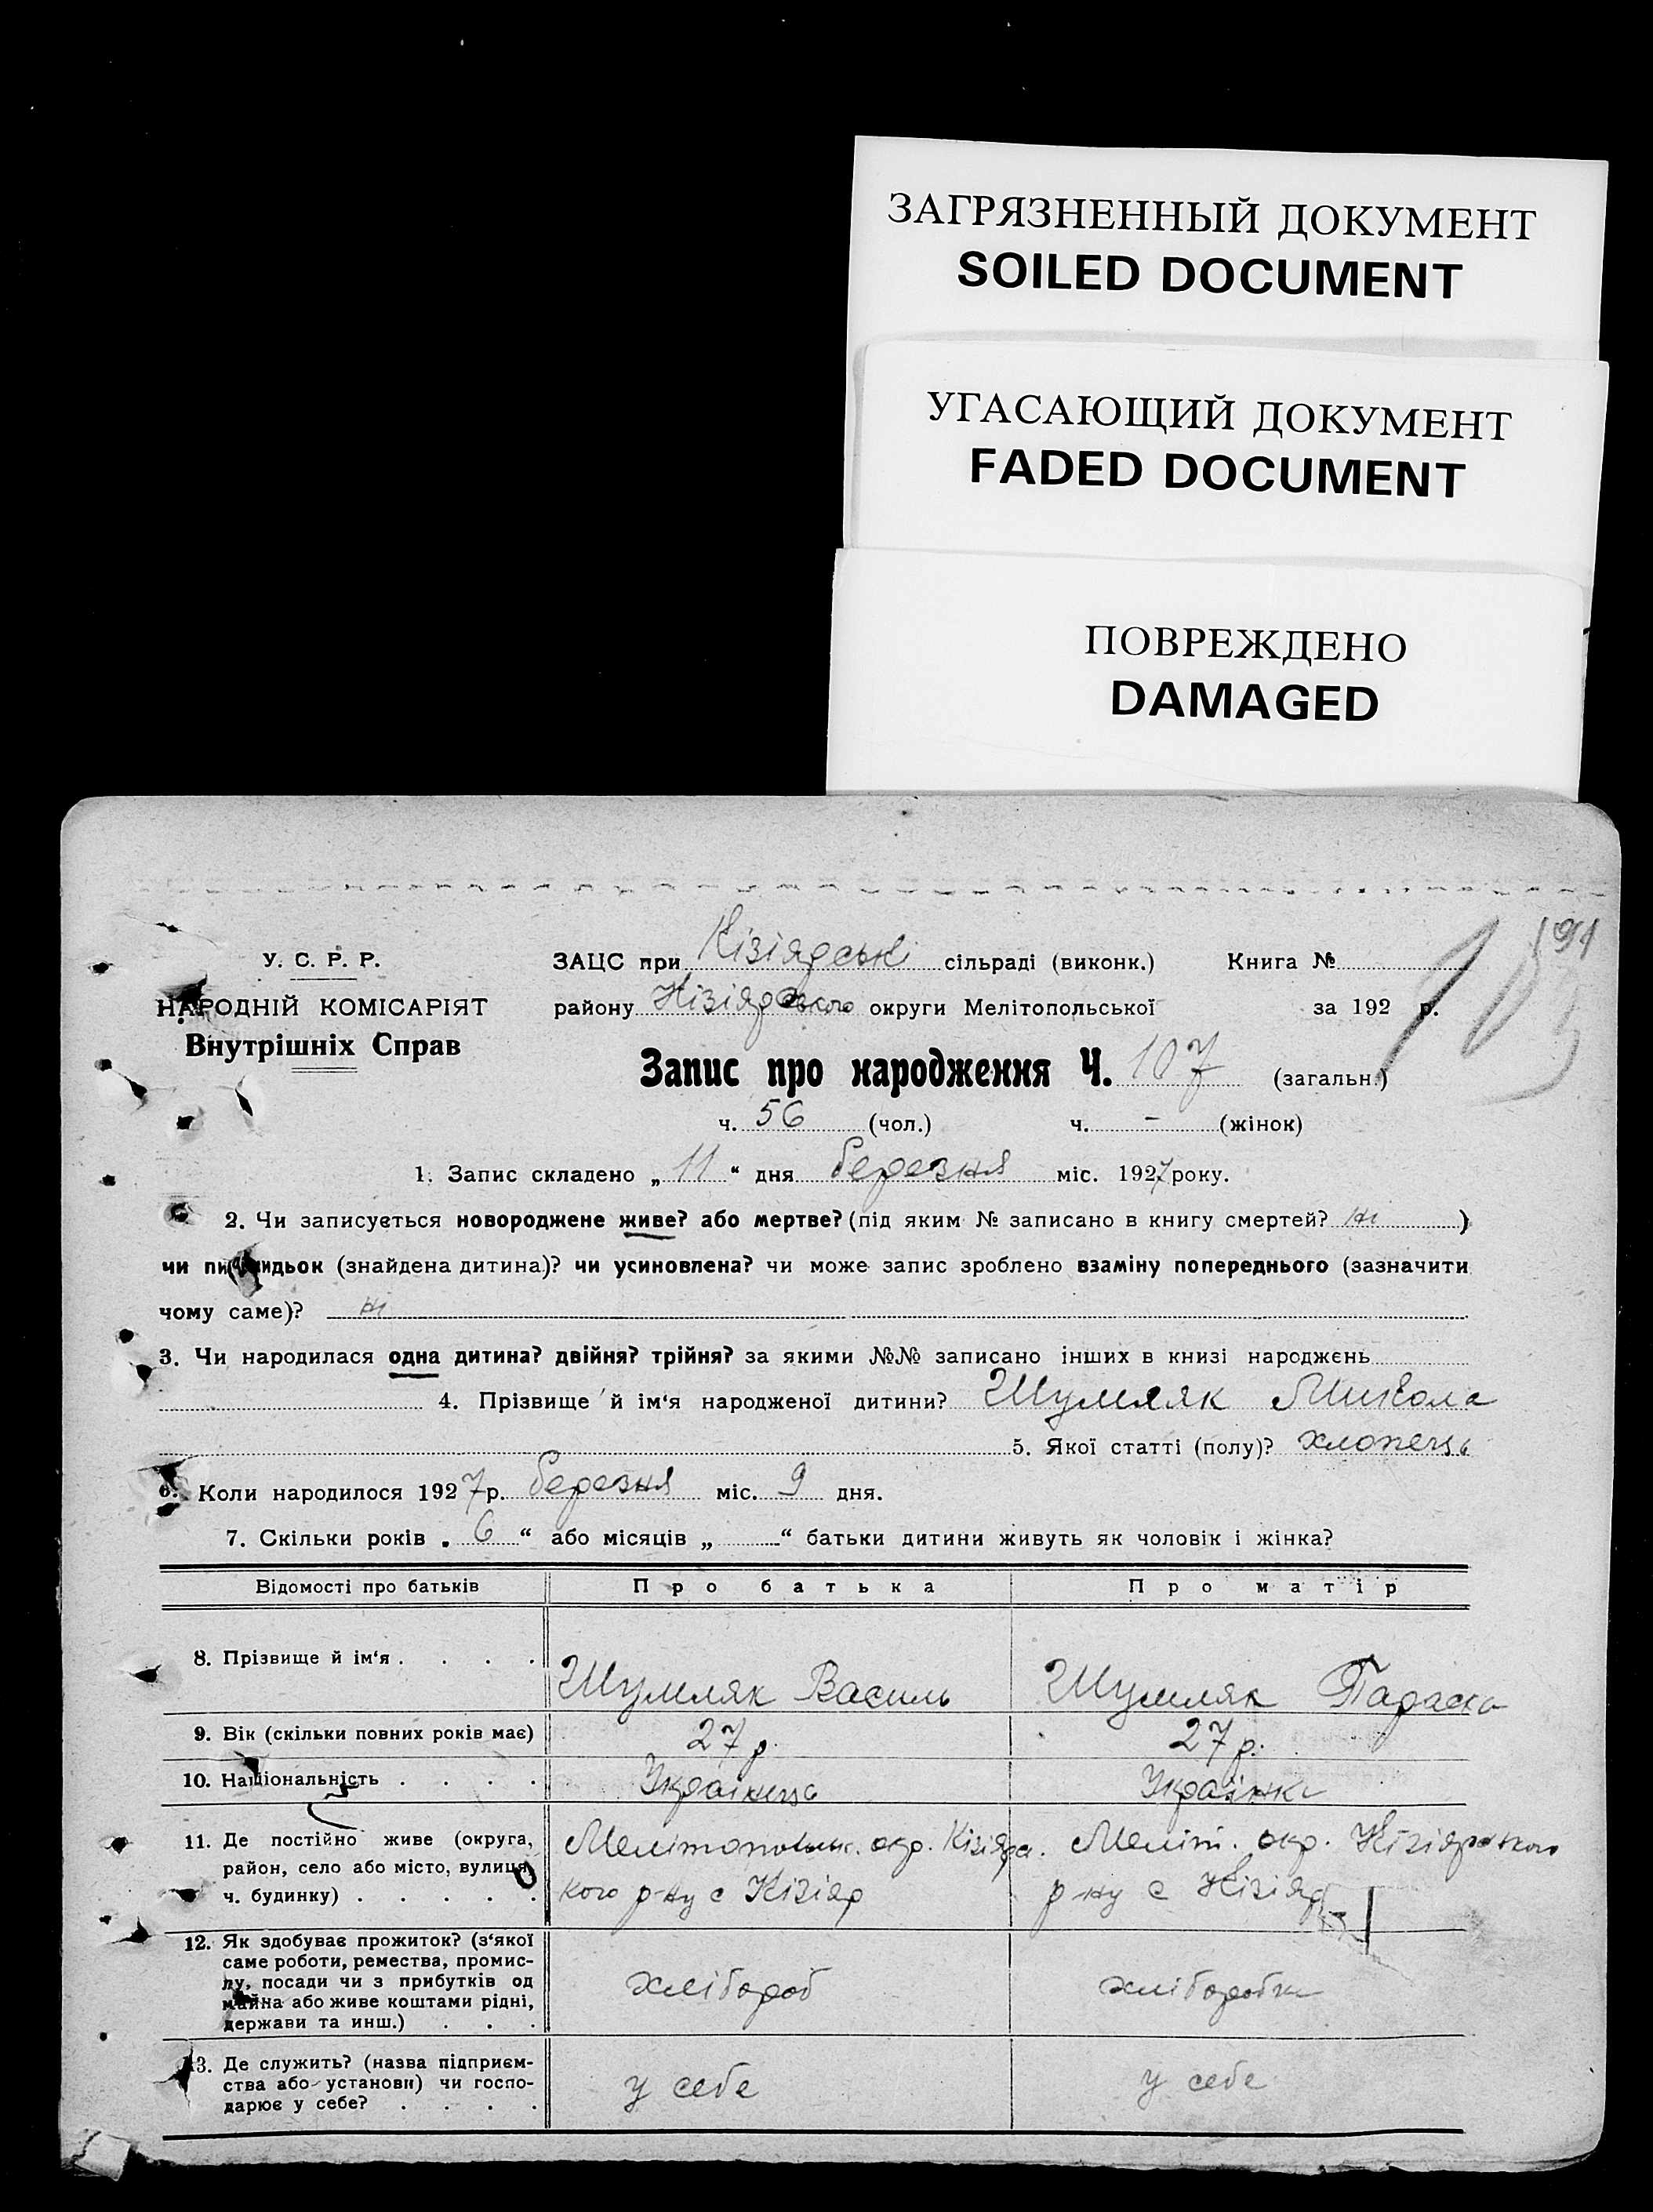 ЗАГРЯЗНЕННЫЙ ДОКУМЕНТ
SOILED DOCUMENT
УГАСАЮЩИЙ ДОКУМЕНТ
FADED DOCUMENT
ПОВРЕЖДЕНО
DAMAGED
191
У. С. Р. Р.
НАРОДНІЙ КОМІСАРІЯТ
Внутрішніх Справ
ЗАЦС при Кізіярські сільраді (виконк.) Книга №
району Кізіярського округи Мелітопольської за 192 р.
Запис про народження Ч. 107 (загальн.)
ч. 56 (чол.) ч. - (жінок)
1. Запис складено „ 11 “ дня березня міс. 1927 року.
2. Чи записується новороджене живе? або мертве? (під яким № записано в книгу смертей? ні )
чи підкидьок (знайдена дитина)? чи усиновлена? чи може запис зроблено взаміну попереднього (зазначити
чому саме)? ні
3. Чи народилася одна дитина? двійня? трійня? за якими №№ записано інших в книзі народжень
4. Прізвище й ім‘я народженої дитини? Шумляк Микола
5. Якої статті (полу)? хлопець
6. Коли народилося 1927 р. березня міс. 9 дня.
7. Скільки років „ 6 “ або місяців „ “ батьки дитини живуть як чоловік і жінка?
Відомості про батьків Про батька Про матір
8. Прізвище й ім‘я . . . . Шумляк Василь Шумляк Параска
9. Вік (скільки повних років має) 27 р. 27 р.
10. Національність . . . . Українець Українка
11. Де постійно живе (округа, Мелітопольськ. окр. Кізіярс. Меліт. окр. Кізіярського
район, село або місто, вулиця,
ч. будинку) . . . . . кого р-ну с Кізіяр р-ну с Кізіяр
12. Як здобуває прожиток? (з‘якої
саме роботи, ремества, промис-
лу, посади чи з прибутків од хлібороб хліборобка
майна або живе коштами рідні,
держави та инш.) . . .
13. Де служить? (назва підприєм-
ства або установи) чи госпо- у себе у себе
дарює у себе? . . . .